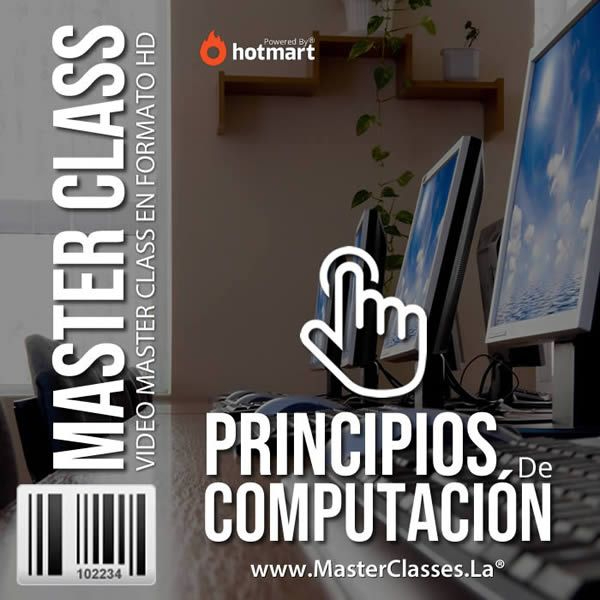 MASTER CLASS
VIDEO MASTER CLASS EN FORMATO HD
Powered By®
hotmart
PRINCIPIOS De
COMPUTACIÓN
www.MasterClasses.La®
102234